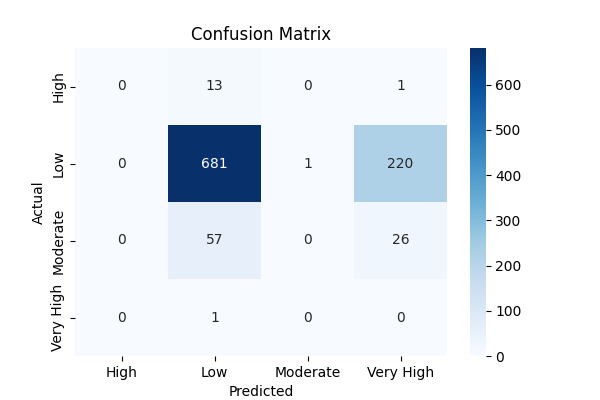 Confusion Matrix
High 0 13 0 1
Low 0 681 1 220
Moderate 0 57 0 26
Very High 0 1 0 0
Actual
High Low Moderate Very High
Predicted
600
500
400
300
200
100
0